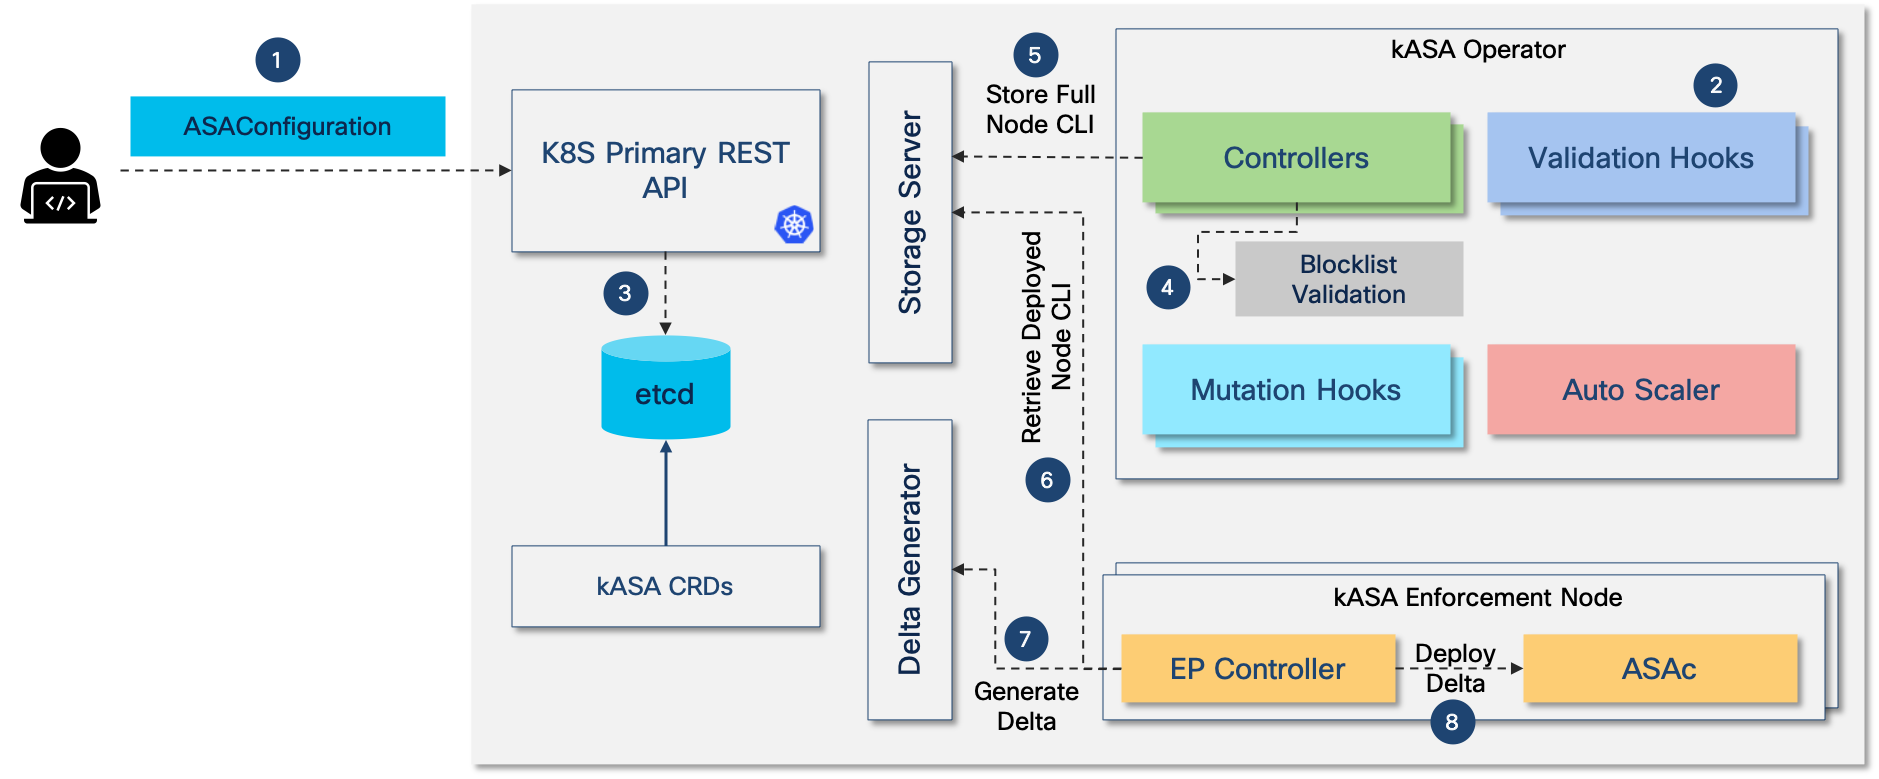 1
ASAConfiguration
</>
K8S Primary REST
API
3
etcd
kASA CRDs
Storage Server
Delta Generator
5
Store Full
Node CLI
Retrieve Deployed
Node CLI
6
7
Generate
Delta
kASA Operator
2
Controllers
Validation Hooks
4
Blocklist
Validation
Mutation Hooks
Auto Scaler
kASA Enforcement Node
EP Controller
Deploy
Delta
8
ASAc